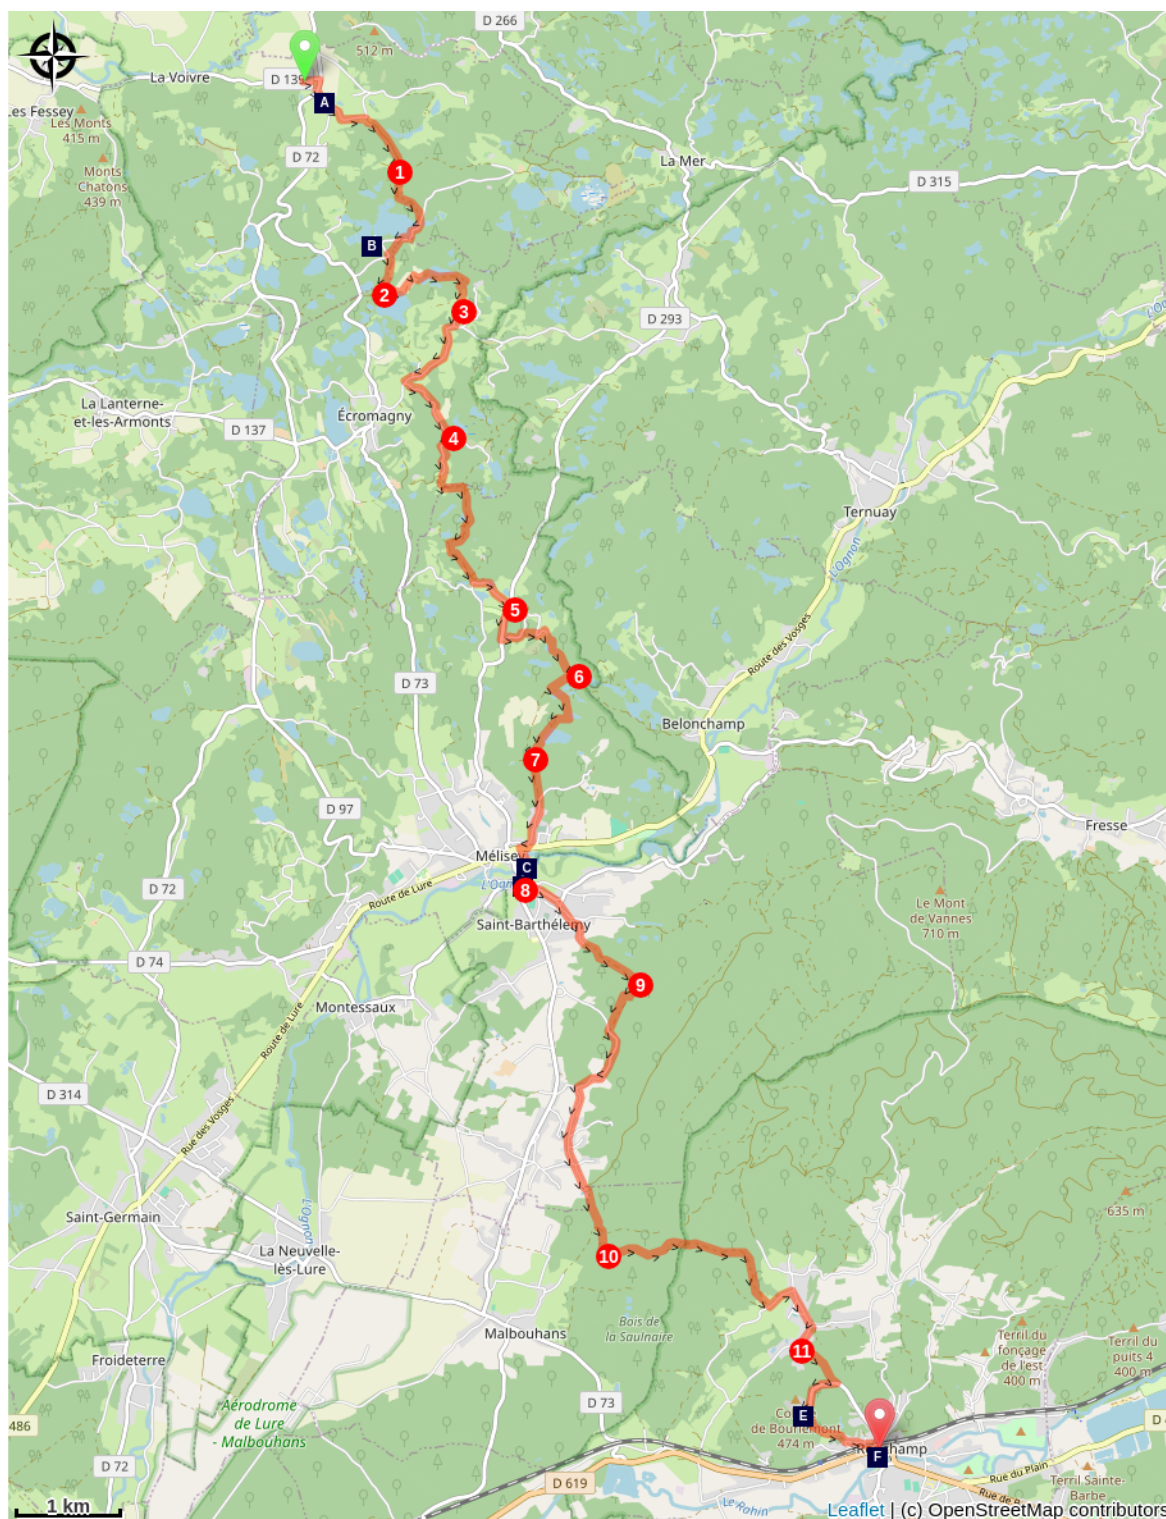 D 266
512 m
La Voivre
D 139
A
Les Fessey
Les Monts
415 m
D 72
La Mer
1
Monts
Chatons
439 m
D 315
B
2
3
D 293
L'Og
La Lanterne-
et-les-Armonts
Écromagny
D 137
4
Ternuay
L'Ognon
5
Route des Vosges
6
D 73
Belonchamp
7
D 97
Fresse
Mélisey
C
Route de Lure
L'Ogn
8
D 72
Le Mont
de Vannes
710 m
Saint-Barthélemy
D 74
9
Montessaux
Route de Lure
D 314
Rue des Vosges
635 m
Saint-Germain
L'Ognon
La Neuvelle-
lès-Lure
10
Bois de
la Saulnaire
Malbouhans
Terril du
fonçage
de l'est
400 m
Terril du
puits 4
400 m
11
Froideterre
Aérodrome
de Lure
- Malbouhans
D 73
E
de Bourlémont
474 m
486
champ
F
D 72
D 619
Rue du Plain
Terril Sainte-
Barbe
Le Rahin
1 km
Leaflet | (c) OpenStreetMap contributors